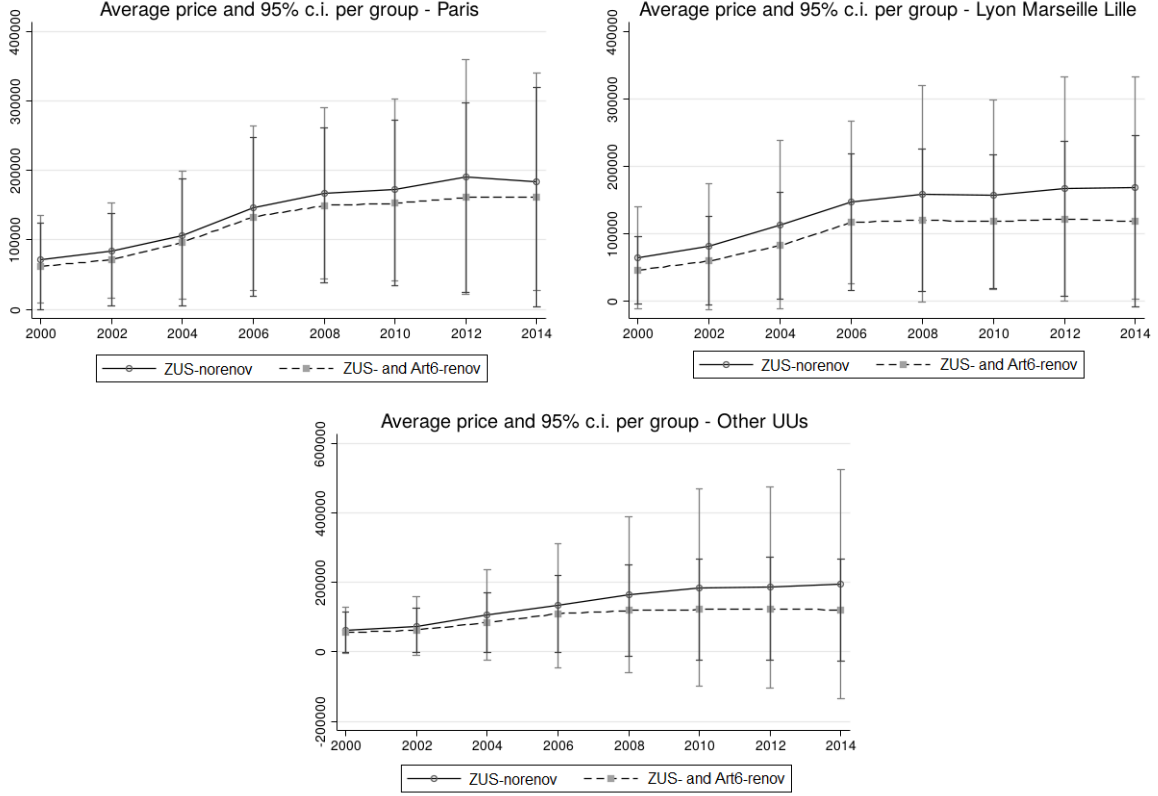 Average price and 95% c.i. per group - Paris
400000
300000
200000
100000
0
2000 2002 2004 2006 2008 2010 2012 2014
ZUS-norenov ZUS- and Art6-renov
Average price and 95% c.i. per group - Lyon Marseille Lille
400000
300000
200000
100000
0
2000 2002 2004 2006 2008 2010 2012 2014
ZUS-norenov ZUS- and Art6-renov
Average price and 95% c.i. per group - Other UUs
600000
400000
200000
0
-200000
2000 2002 2004 2006 2008 2010 2012 2014
ZUS-norenov ZUS- and Art6-renov